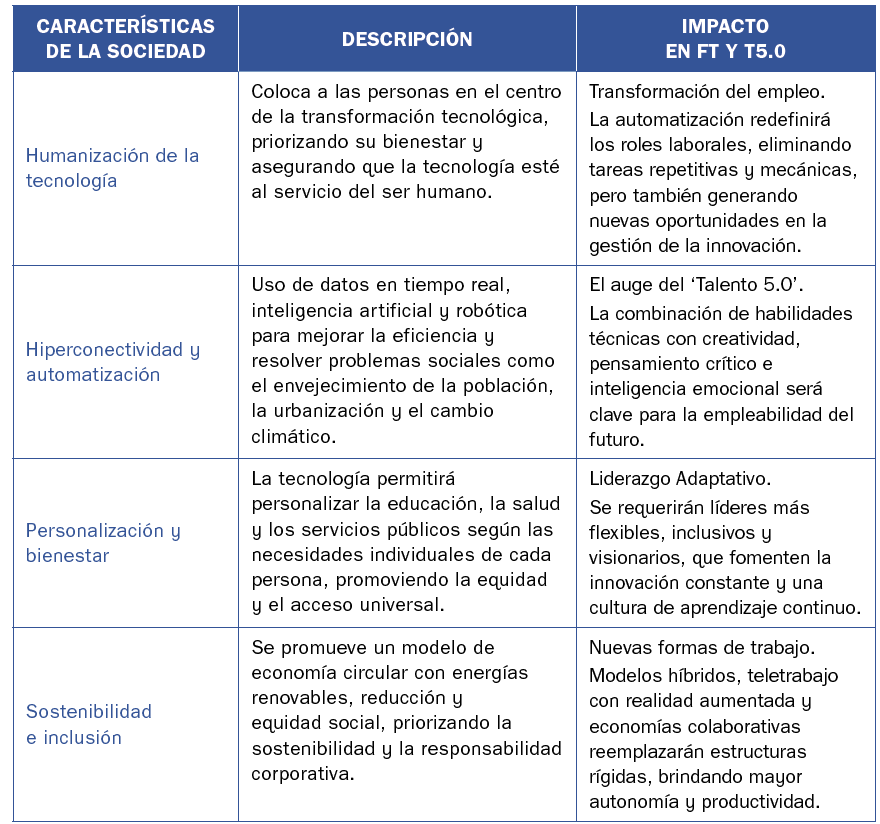 CARACTERÍSTICAS
DE LA SOCIEDAD
DESCRIPCIÓN
IMPACTO
EN FT Y T5.0
Humanización de la
tecnología
Coloca a las personas en el centro
de la transformación tecnológica,
priorizando su bienestar y
asegurando que la tecnología esté
al servicio del ser humano.
Transformación del empleo.
La automatización redefinirá
los roles laborales, eliminando
tareas repetitivas y mecánicas,
pero también generando
nuevas oportunidades en la
gestión de la innovación.
Hiperconectividad y
automatización
Uso de datos en tiempo real,
inteligencia artificial y robótica
para mejorar la eficiencia y
resolver problemas sociales como
el envejecimiento de la población,
la urbanización y el cambio
climático.
El auge del ‘Talento 5.0’.
La combinación de habilidades
técnicas con creatividad,
pensamiento crítico e
inteligencia emocional será
clave para la empleabilidad del
futuro.
Personalización y
bienestar
La tecnología permitirá
personalizar la educación, la salud
y los servicios públicos según las
necesidades individuales de cada
persona, promoviendo la equidad
y el acceso universal.
Liderazgo Adaptativo.
Se requerirán líderes más
flexibles, inclusivos y
visionarios, que fomenten la
innovación constante y una
cultura de aprendizaje continuo.
Sostenibilidad
e inclusión
Se promueve un modelo de
economía circular con energías
renovables, reducción y
equidad social, priorizando la
sostenibilidad y la responsabilidad
corporativa.
Nuevas formas de trabajo.
Modelos híbridos, teletrabajo
con realidad aumentada y
economías colaborativas
reemplazarán estructuras
rígidas, brindando mayor
autonomía y productividad.